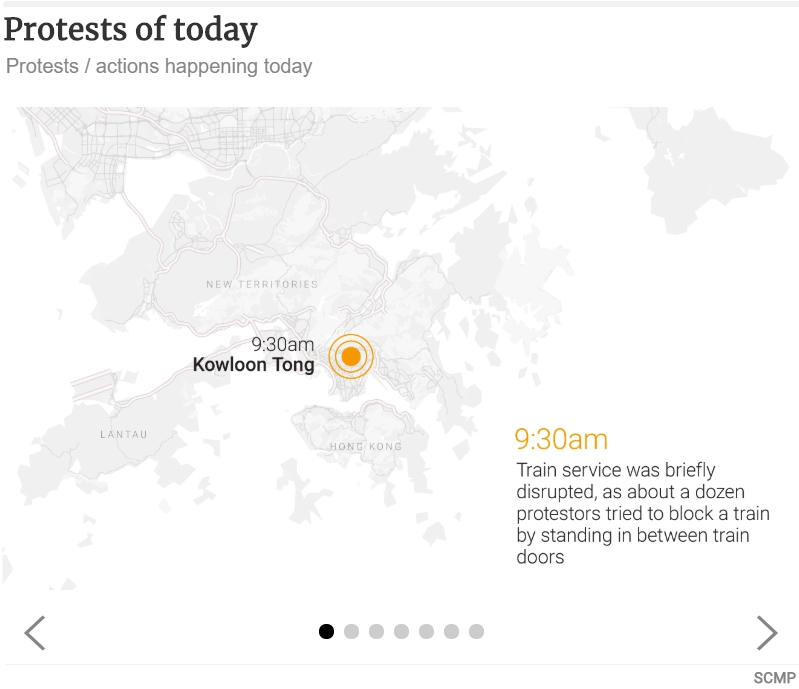 Protests of today
Protests / actions happening today
NEW TERRITORIES
9:30am
Kowloon Tong
LANTAU
HONG KONG
9:30am
Train service was briefly
disrupted, as about a dozen
protestors tried to block a train
by standing in between train
doors
SCMP